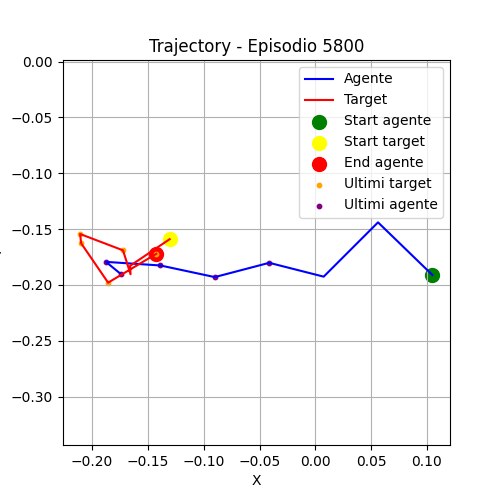 Trajectory - Episodio 5800
0.00
−0.05
−0.10
−0.15
−0.20
−0.25
−0.30
Agente
Target
Start agente
Start target
End agente
Ultimi target
Ultimi agente
−0.20
−0.15
−0.10
−0.05
0.00
0.05
0.10
X